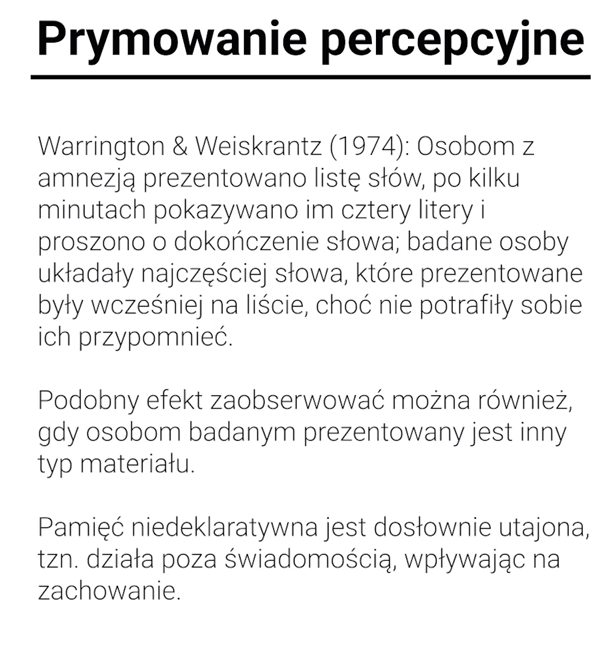 Prymowanie percepcyjne
Warrington & Weiskrantz (1974): Osobom z
amnezją prezentowano listę słów, po kilku
minutach pokazywano im cztery litery i
proszono o dokończenie słowa; badane osoby
układały najczęściej słowa, które prezentowane
były wcześniej na liście, choć nie potrafiły sobie
ich przypomnieć.
Podobny efekt zaobserwować można również,
gdy osobom badanym prezentowany jest inny
typ materiału.
Pamięć niedeklaratywna jest dosłownie utajona,
tzn. działa poza świadomością, wpływając na
zachowanie.